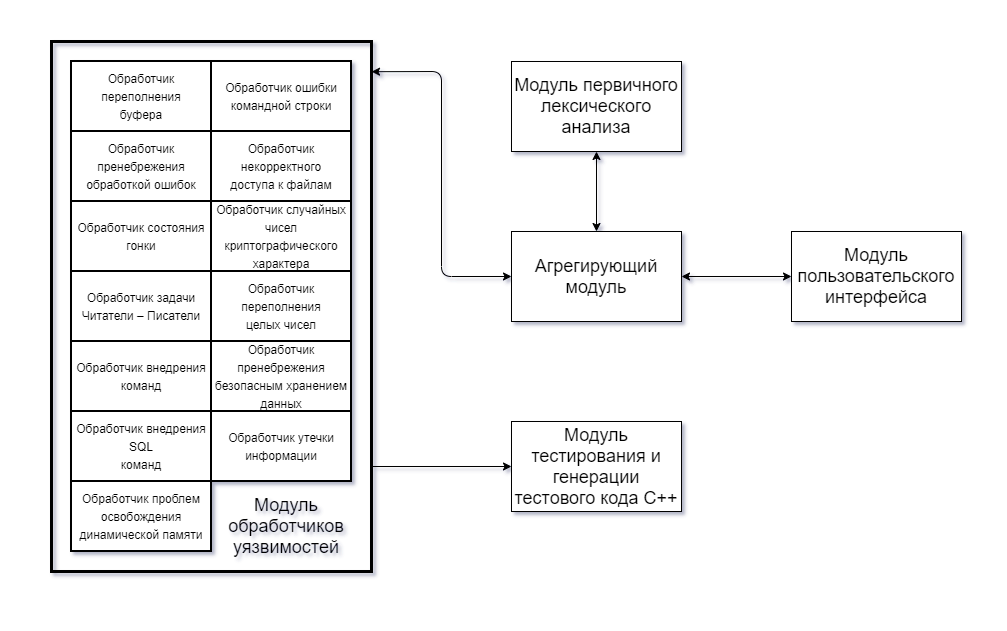 Обработчик
переполнения
буфера
Обработчик ошибки
командной строки
Обработчик
пренебрежения
обработкой ошибок
Обработчик
некорректного
доступа к файлам
Обработчик состояния
гонки
Обработчик случайных
чисел
криптографического
характера
Обработчик задачи
Читатели – Писатели
Обработчик
переполнения
целых чисел
Обработчик внедрения
команд
Обработчик
пренебрежения
безопасным хранением
данных
Обработчик внедрения
SQL
команд
Обработчик утечки
информации
Обработчик проблем
освобождения
динамической памяти
Модуль
обработчиков
уязвимостей
Модуль первичного
лексического
анализа
Агрегирующий
модуль
Модуль
пользовательского
интерфейса
Модуль
тестирования и
генерации
тестового кода C++